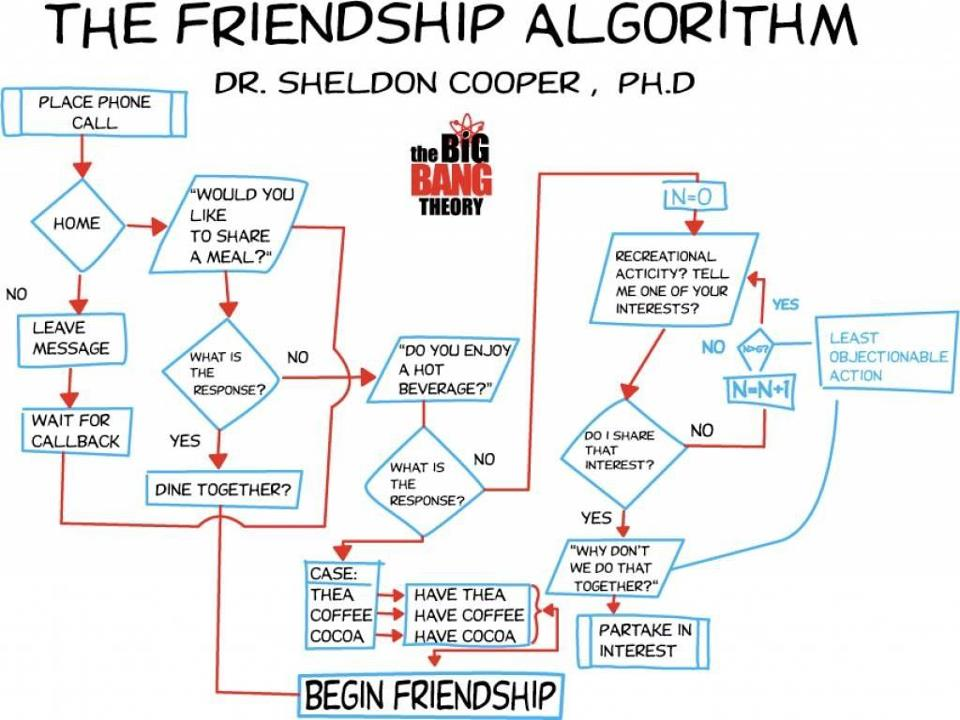 THE FRIENDSHIP ALGORITHM
DR. SHELDON COOPER, PH.D
the BIG
BANG
THEORY
PLACE PHONE
CALL
HOME
NO
LEAVE
MESSAGE
WAIT FOR
CALLBACK
"WOULD YOU
LIKE
TO SHARE
A MEAL?"
WHAT IS
THE
RESPONSE?
NO
YES
DINE TOGETHER?
"DO YOU ENJOY
A HOT
BEVERAGE?"
WHAT IS
THE
RESPONSE?
NO
CASE:
THEA
COFFEE
COCOA
HAVE THEA
HAVE COFFEE
HAVE COCOA
BEGIN FRIENDSHIP
N=0
RECREATIONAL
ACTICITY? TELL
ME ONE OF YOUR
INTERESTS?
YES
NO
N>6?
N=N+1
LEAST
OBJECTIONABLE
ACTION
DO I SHARE
THAT
INTEREST?
NO
YES
"WHY DON'T
WE DO THAT
TOGETHER?"
PARTAKE IN
INTEREST